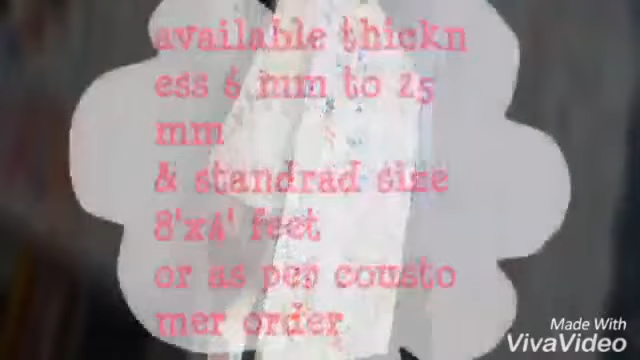 available thickn
ess 6 mm to 25
mm
& standrad size
8'x4' feet
or as per cousto
mer order
Made With
VivaVideo